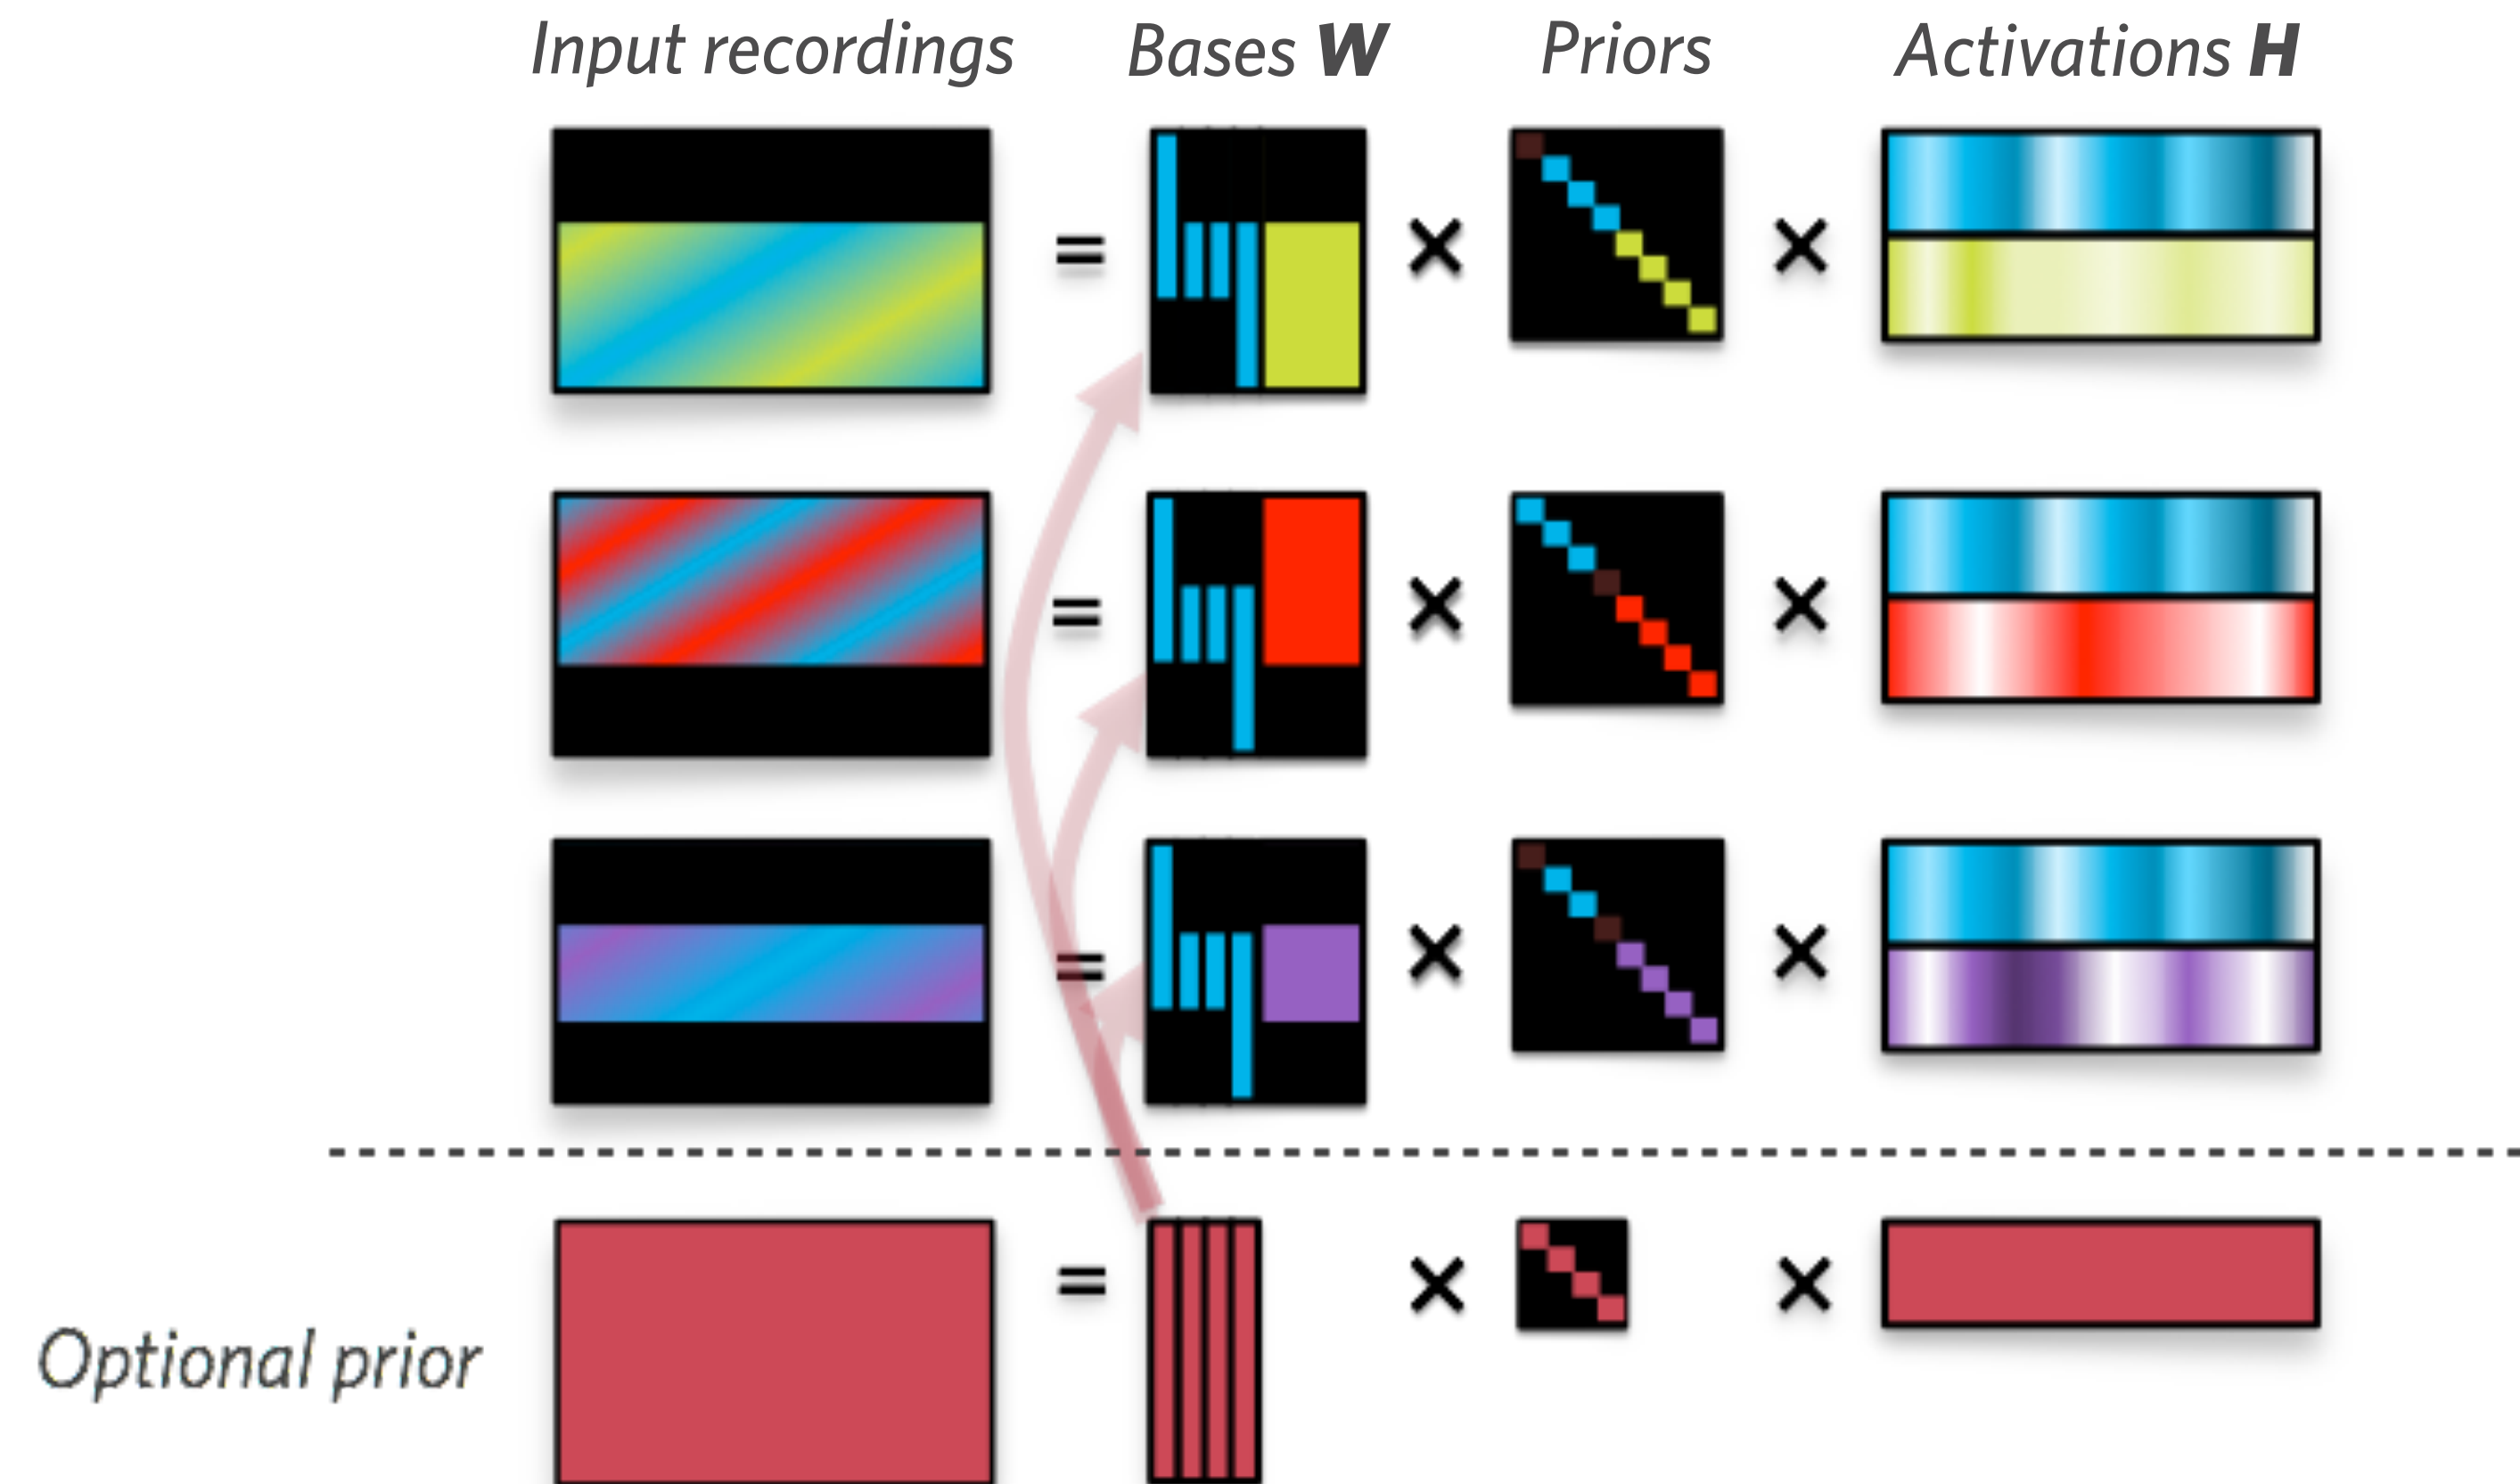 Input recordings Bases W Priors Activations H
= × ×
= × ×
= × ×
Optional prior = × ×